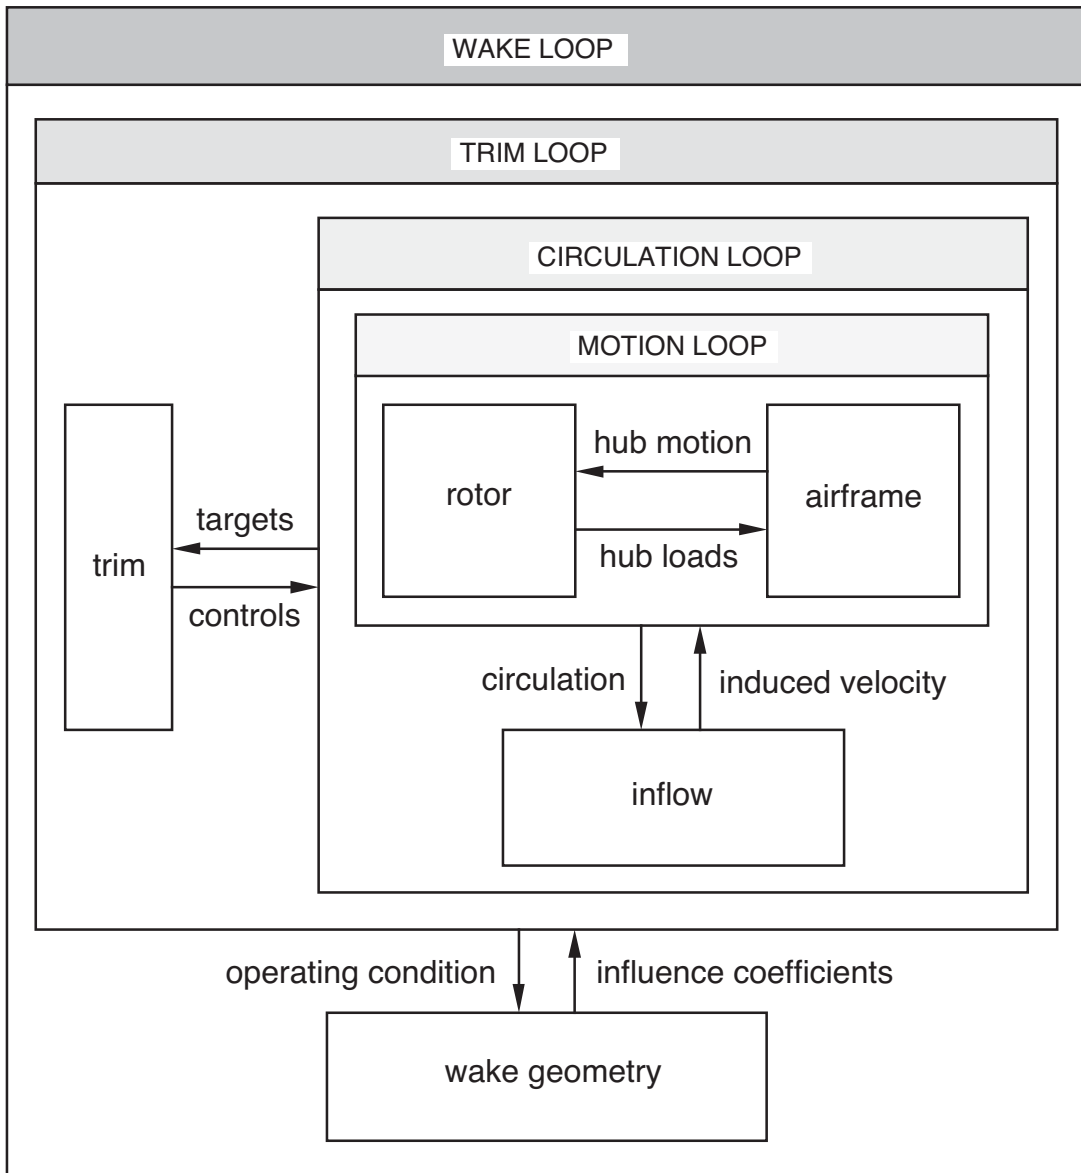 WAKE LOOP
TRIM LOOP
CIRCULATION LOOP
MOTION LOOP
rotor
hub motion
hub loads
airframe
trim
targets
controls
circulation
induced velocity
inflow
operating condition
influence coefficients
wake geometry